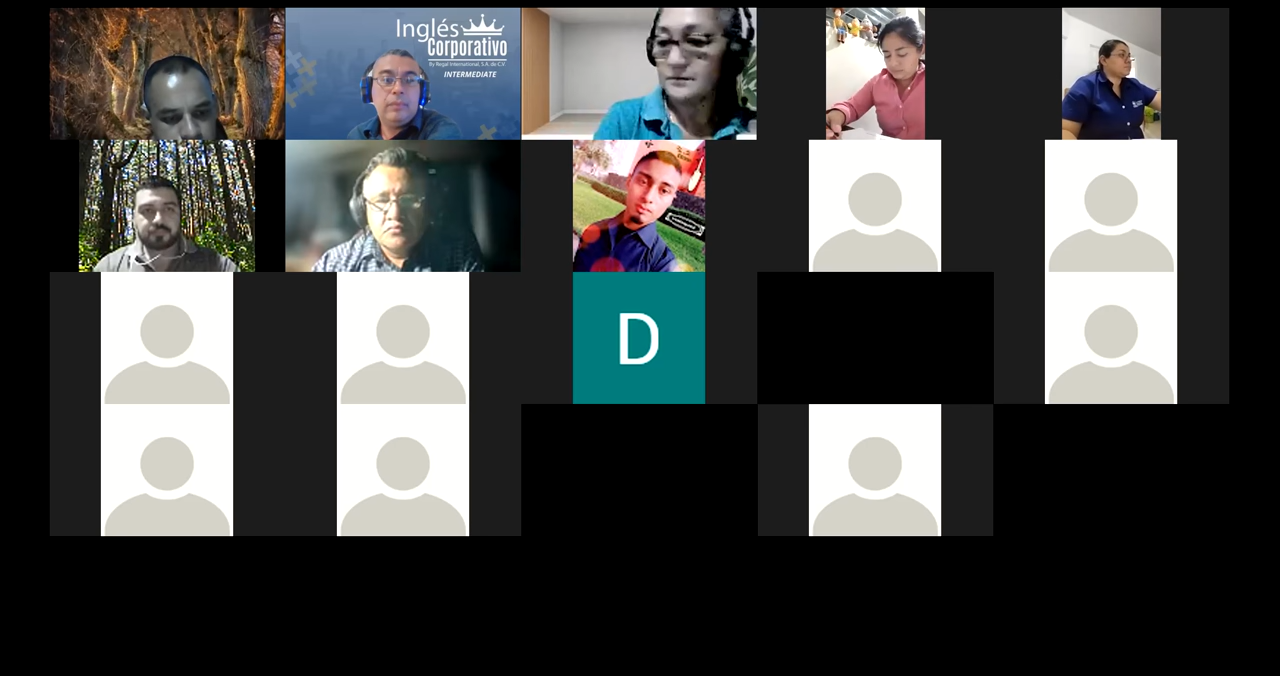 Inglés
Corporativo
By Regal International, S.A. de C.V.
INTERMEDIATE
D